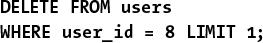 DELETE FROM users
WHERE user_id = 8 LIMIT 1;